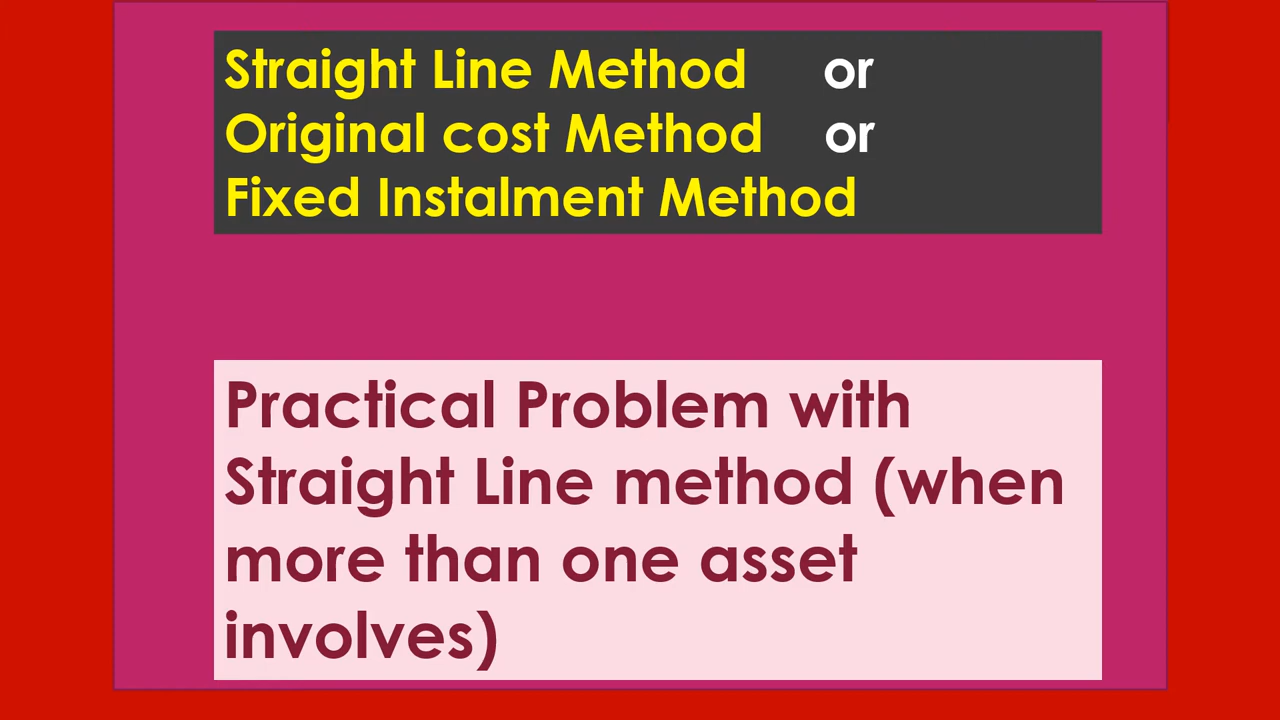 Straight Line Method or
Original cost Method or
Fixed Instalment Method
Practical Problem with
Straight Line method (when
more than one asset
involves)